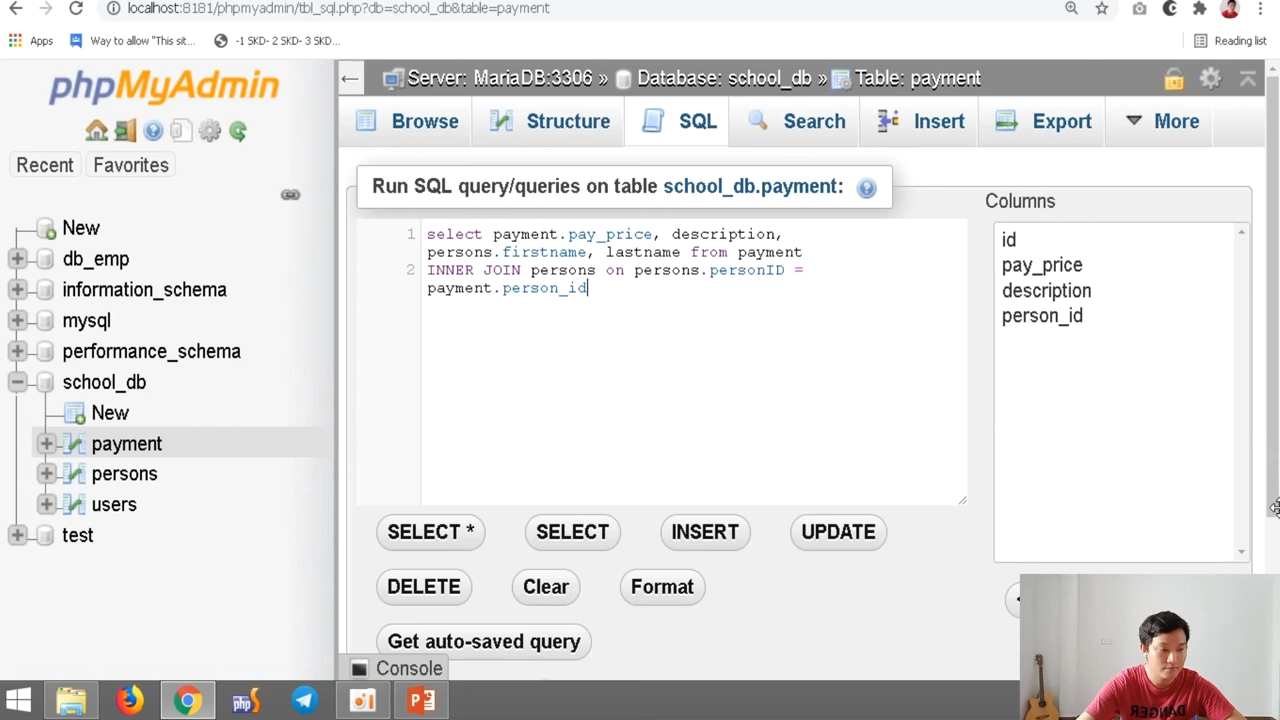 localhost:8181/phpmyadmin/tbl_sql.php?db=school_db&table=payment
Apps
Way to allow "This sit...
-1 SKD- 2 SKD- 3 SKD...
Reading list
phpMyAdmin
Recent
Favorites
New
db_emp
information_schema
mysql
performance_schema
school_db
New
payment
persons
users
test
Server: MariaDB:3306 » Database: school_db » Table: payment
Browse
Structure
SQL
Search
Insert
Export
More
Run SQL query/queries on table school_db.payment:
1 select payment.pay_price, description,
persons.firstname, lastname from payment
2 INNER JOIN persons on persons.personID =
payment.person_id
Columns
id
pay_price
description
person_id
SELECT *
SELECT
INSERT
UPDATE
DELETE
Clear
Format
Get auto-saved query
Console
php
DANGER